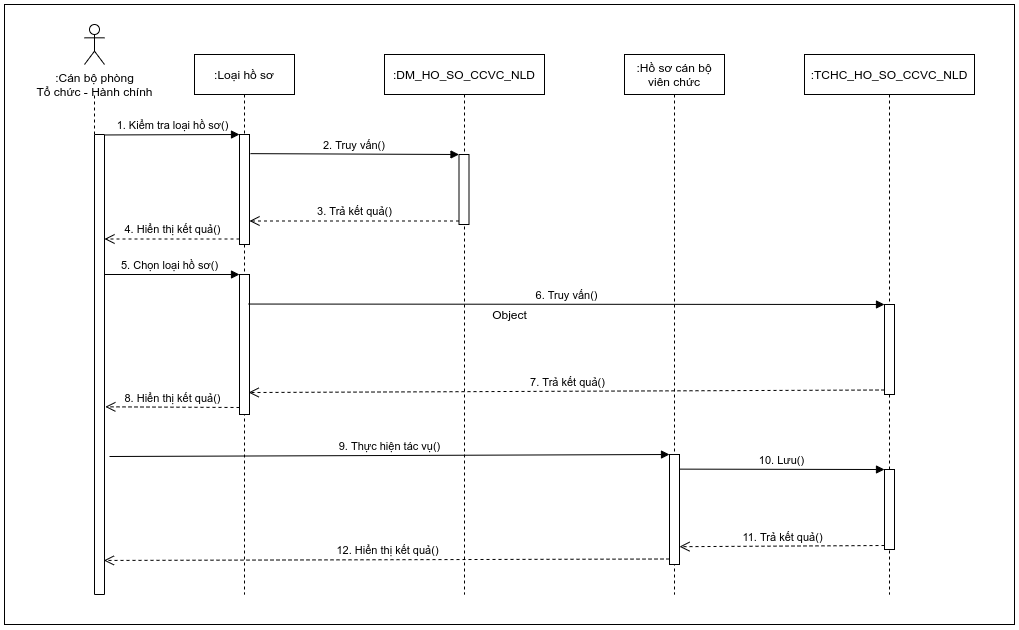 :Cán bộ phòng
Tổ chức - Hành chính
:Loại hồ sơ
:DM_HO_SO_CCVC_NLD
:Hồ sơ cán bộ
viên chức
:TCHC_HO_SO_CCVC_NLD
1. Kiểm tra loại hồ sơ()
2. Truy vấn()
3. Trả kết quả()
4. Hiển thị kết quả()
5. Chọn loại hồ sơ()
6. Truy vấn()
Object
7. Trả kết quả()
8. Hiển thị kết quả()
9. Thực hiện tác vụ()
10. Lưu()
11. Trả kết quả()
12. Hiển thị kết quả()